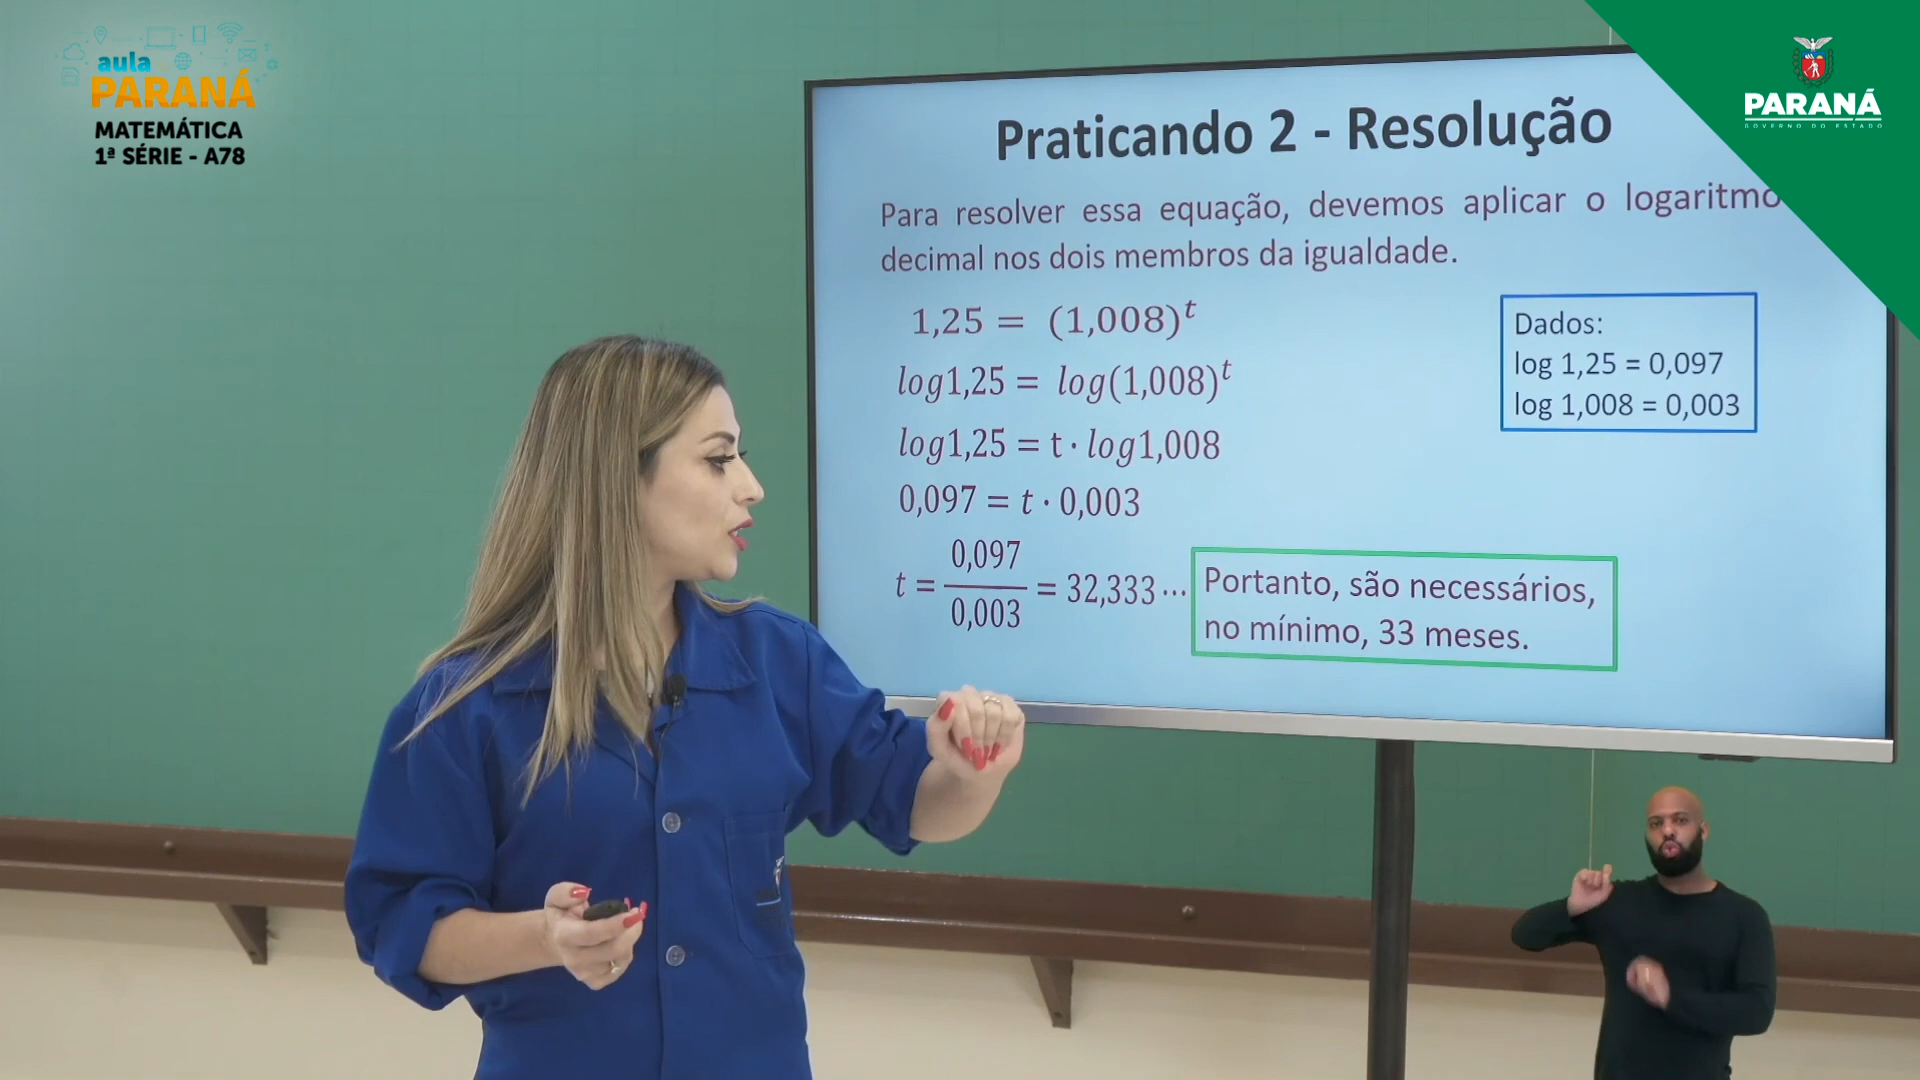 aula
PARANÁ
MATEMÁTICA
1ª SÉRIE - A78
PARANÁ
GOVERNO DO ESTADO
Praticando 2 - Resolução
Para resolver essa equação, devemos aplicar o logaritmo
decimal nos dois membros da igualdade.
1,25 = (1,008)^t
log1,25 = log(1,008)^t
log1,25 = t · log1,008
0,097 = t · 0,003
t = 0,097/0,003 = 32,333···
Dados:
log 1,25 = 0,097
log 1,008 = 0,003
Portanto, são necessários,
no mínimo, 33 meses.